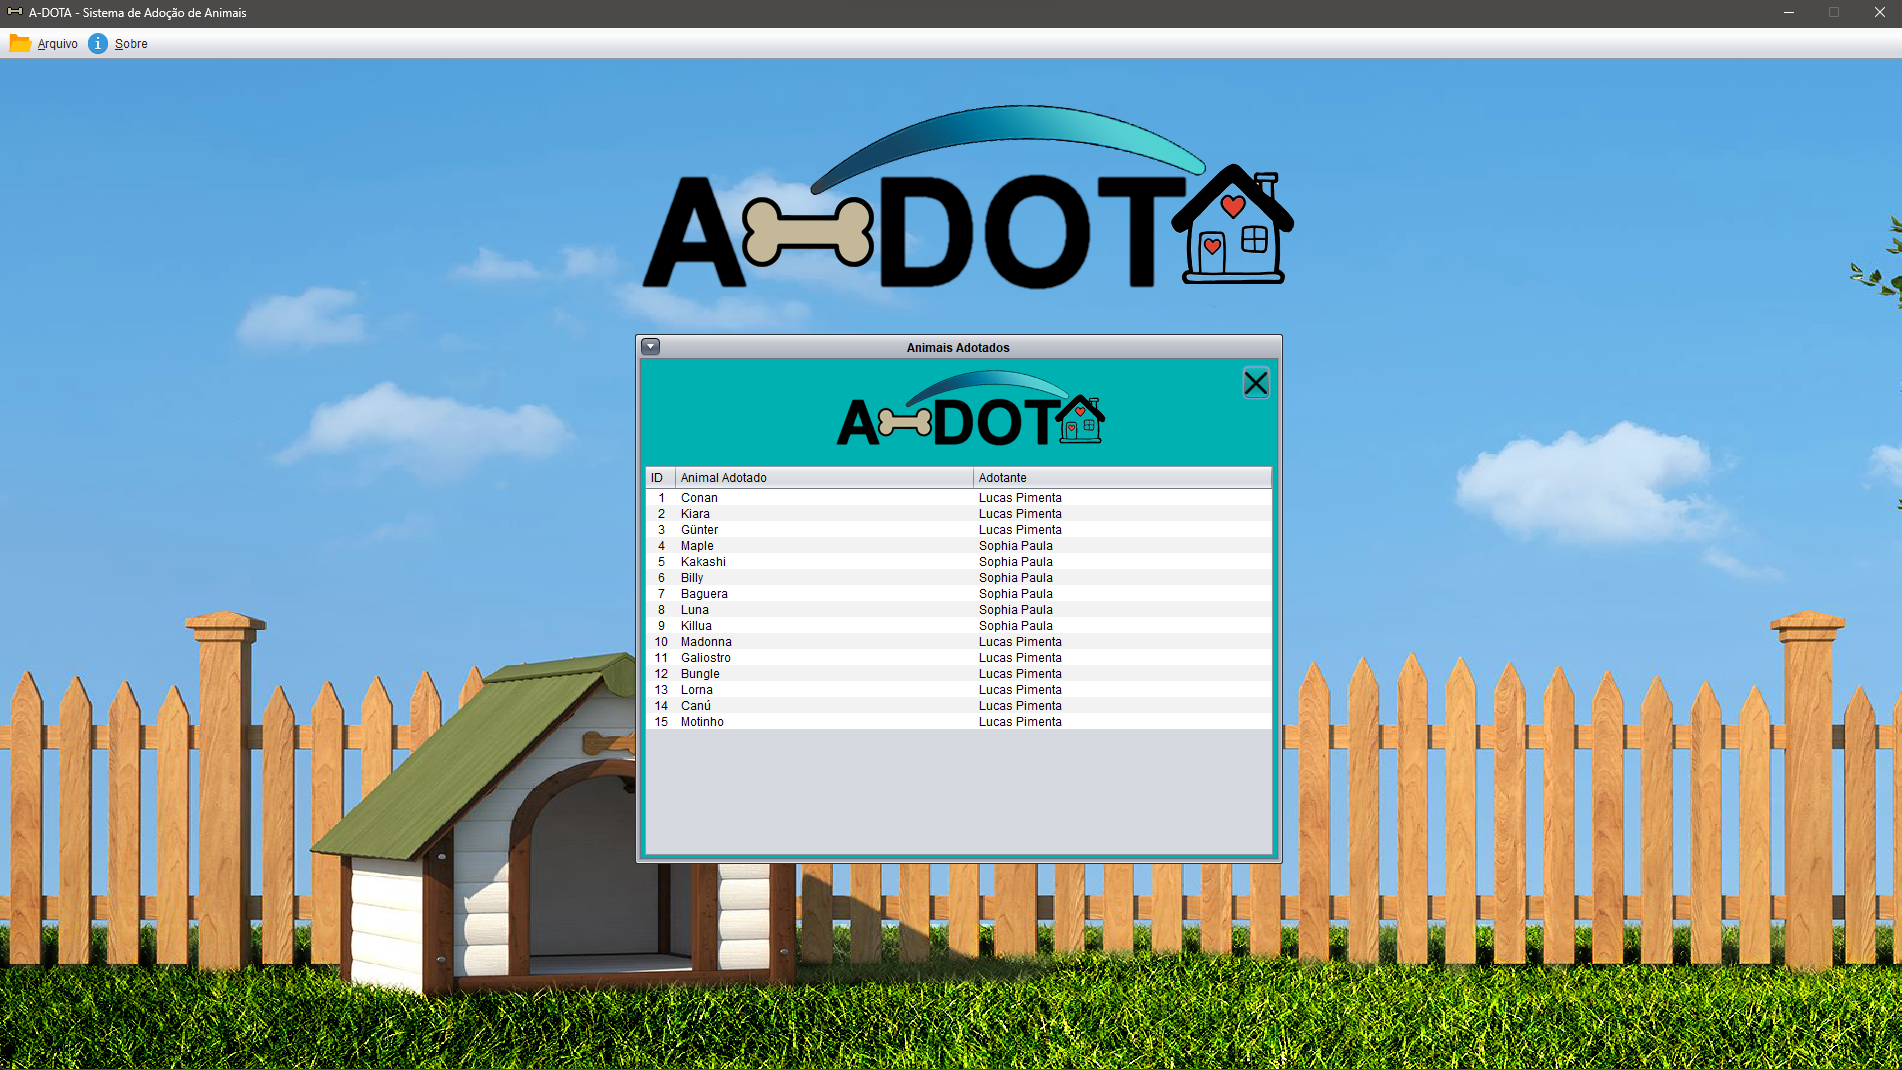 A-DOTA - Sistema de Adoção de Animais
Arquivo Sobre
A DOT
Animais Adotados
A DOT
ID Animal Adotado Adotante
1 Conan Lucas Pimenta
2 Kiara Lucas Pimenta
3 Günter Lucas Pimenta
4 Maple Sophia Paula
5 Kakashi Sophia Paula
6 Billy Sophia Paula
7 Baguera Sophia Paula
8 Luna Sophia Paula
9 Killua Sophia Paula
10 Madonna Lucas Pimenta
11 Galiostro Lucas Pimenta
12 Bungle Lucas Pimenta
13 Lorna Lucas Pimenta
14 Canú Lucas Pimenta
15 Motinho Lucas Pimenta